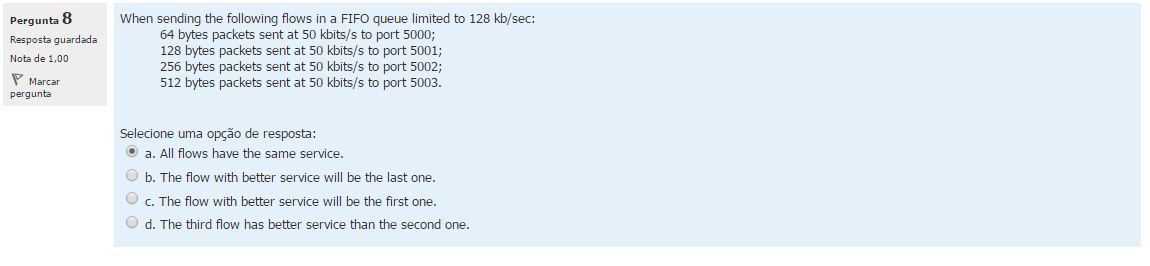 Pergunta 8
Resposta guardada
Nota de 1,00
Marcar
pergunta
When sending the following flows in a FIFO queue limited to 128 kb/sec:
64 bytes packets sent at 50 kbits/s to port 5000;
128 bytes packets sent at 50 kbits/s to port 5001;
256 bytes packets sent at 50 kbits/s to port 5002;
512 bytes packets sent at 50 kbits/s to port 5003.
Selecione uma opção de resposta:
a. All flows have the same service.
b. The flow with better service will be the last one.
c. The flow with better service will be the first one.
d. The third flow has better service than the second one.